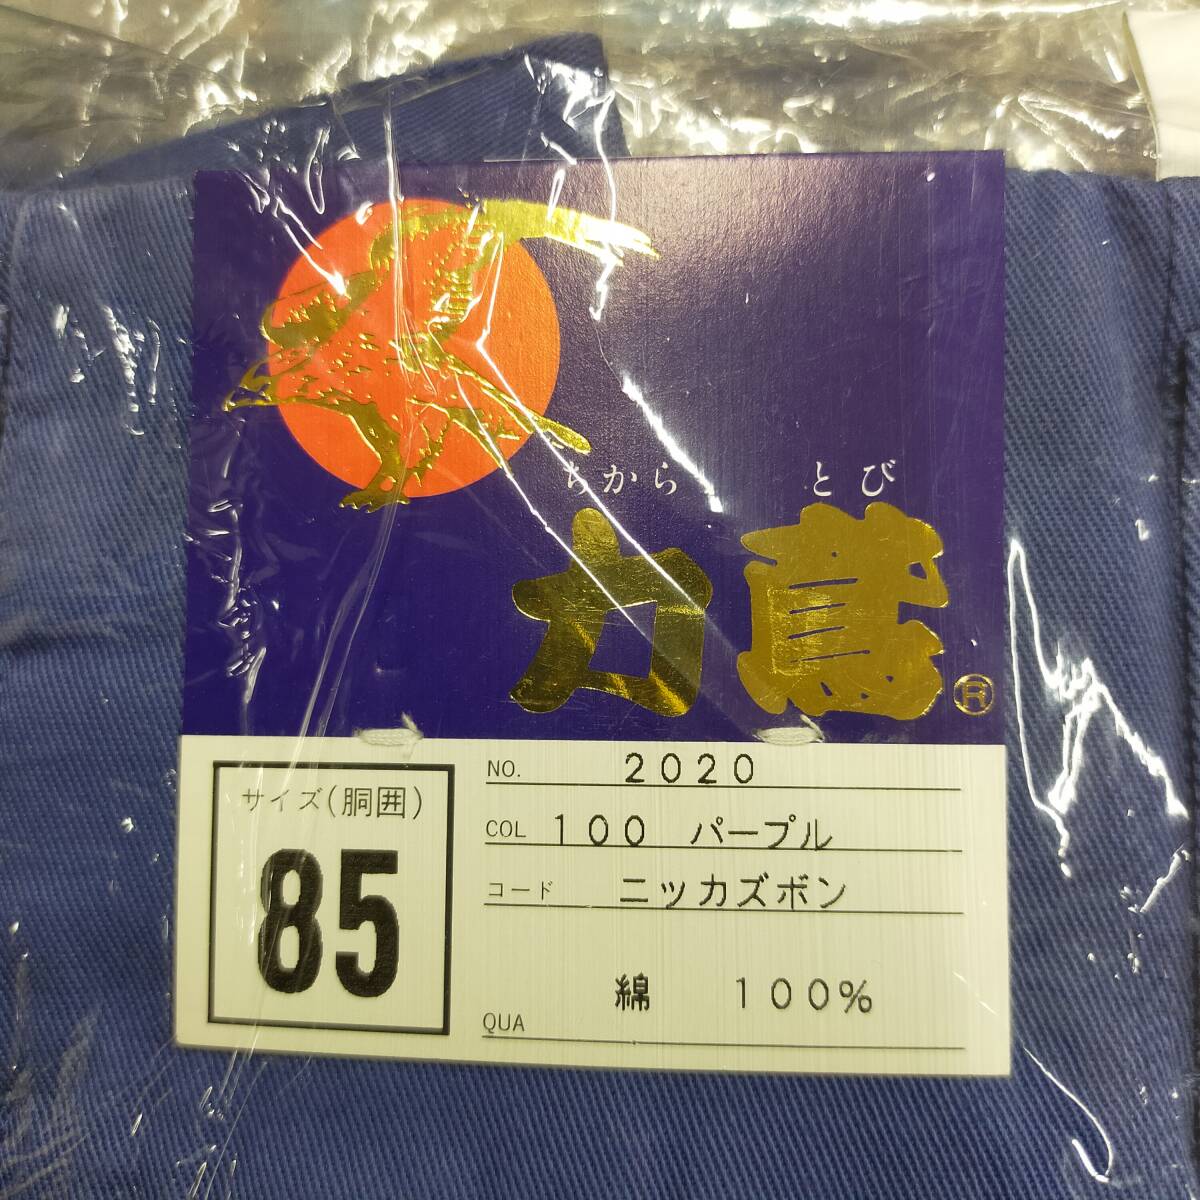 ちから とび
力鳶®
サイズ(胴囲)
85
NO. 2020
COL 100 パープル
コード ニッカズボン
綿 100%
QUA